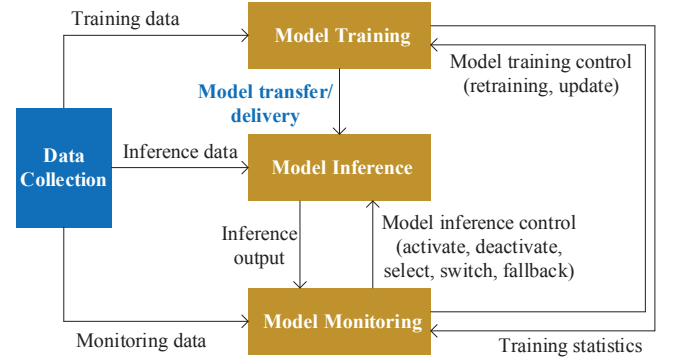 Training data
Model Training
Model training control
(retraining, update)
Model transfer/
delivery
Data
Collection
Inference data
Model Inference
Inference
output
Model inference control
(activate, deactivate,
select, switch, fallback)
Model Monitoring
Monitoring data
Training statistics